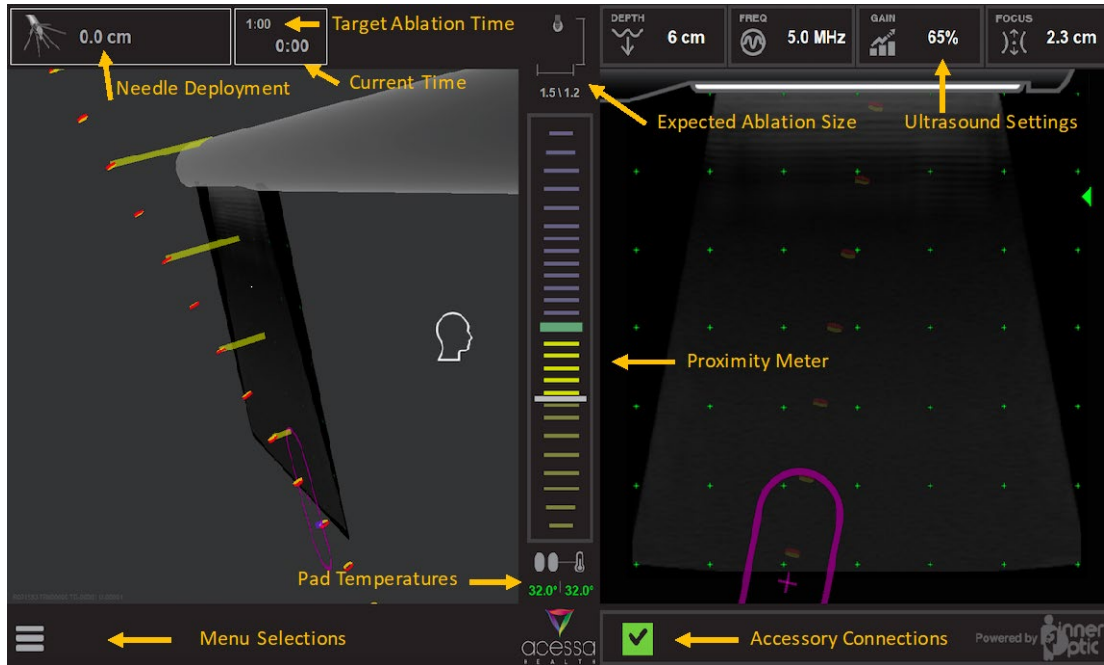 0.0 cm
1:00
0:00
Target Ablation Time
Needle Deployment
Current Time
1.5\1.2
DEPTH
6 cm
FREQ
5.0 MHz
GAIN
65%
FOCUS
2.3 cm
Expected Ablation Size
Ultrasound Settings
Proximity Meter
Pad Temperatures
32.0° 32.0°
Menu Selections
acessa
HEALTH
Accessory Connections
Powered by
inner
Optic